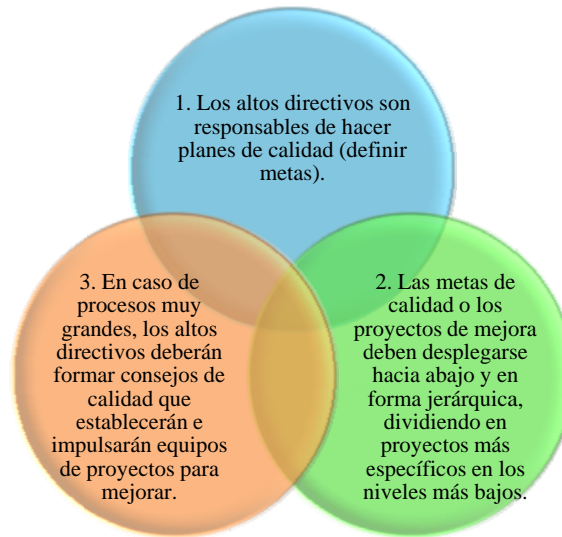 1. Los altos directivos son
responsables de hacer
planes de calidad (definir
metas).
2. Las metas de
calidad o los
proyectos de mejora
deben desplegarse
hacia abajo y en
forma jerárquica,
dividiendo en
proyectos más
específicos en los
niveles más bajos.
3. En caso de
procesos muy
grandes, los altos
directivos deberán
formar consejos de
calidad que
establecerán e
impulsarán equipos
de proyectos para
mejorar.